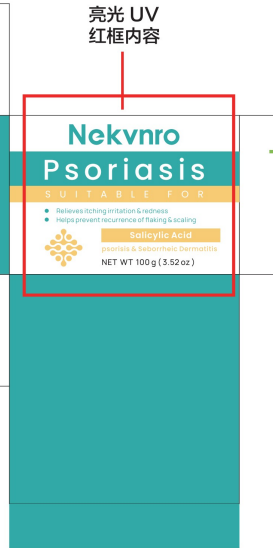 亮光 UV
红框内容
Nekvnro
Psoriasis
SUITABLE FOR
Relieves itching irritation & redness
Helps prevent recurrence of flaking & scaling
Salicylic Acid
psorisis & Seborrheic Dermatitis
NET WT 100 g ( 3.52 oz )